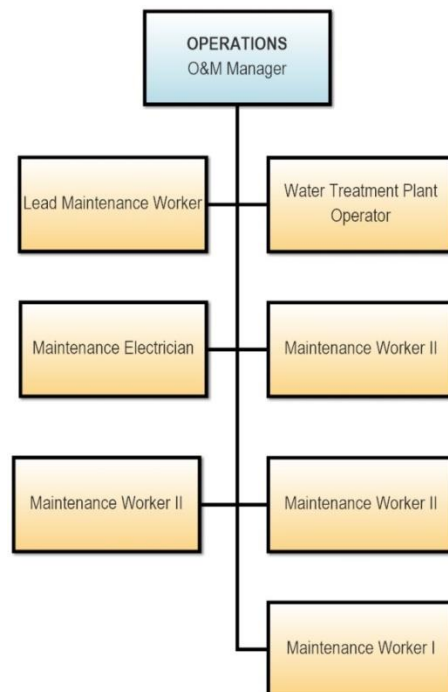 OPERATIONS
O&M Manager
Lead Maintenance Worker
Water Treatment Plant
Operator
Maintenance Electrician
Maintenance Worker II
Maintenance Worker II
Maintenance Worker II
Maintenance Worker I